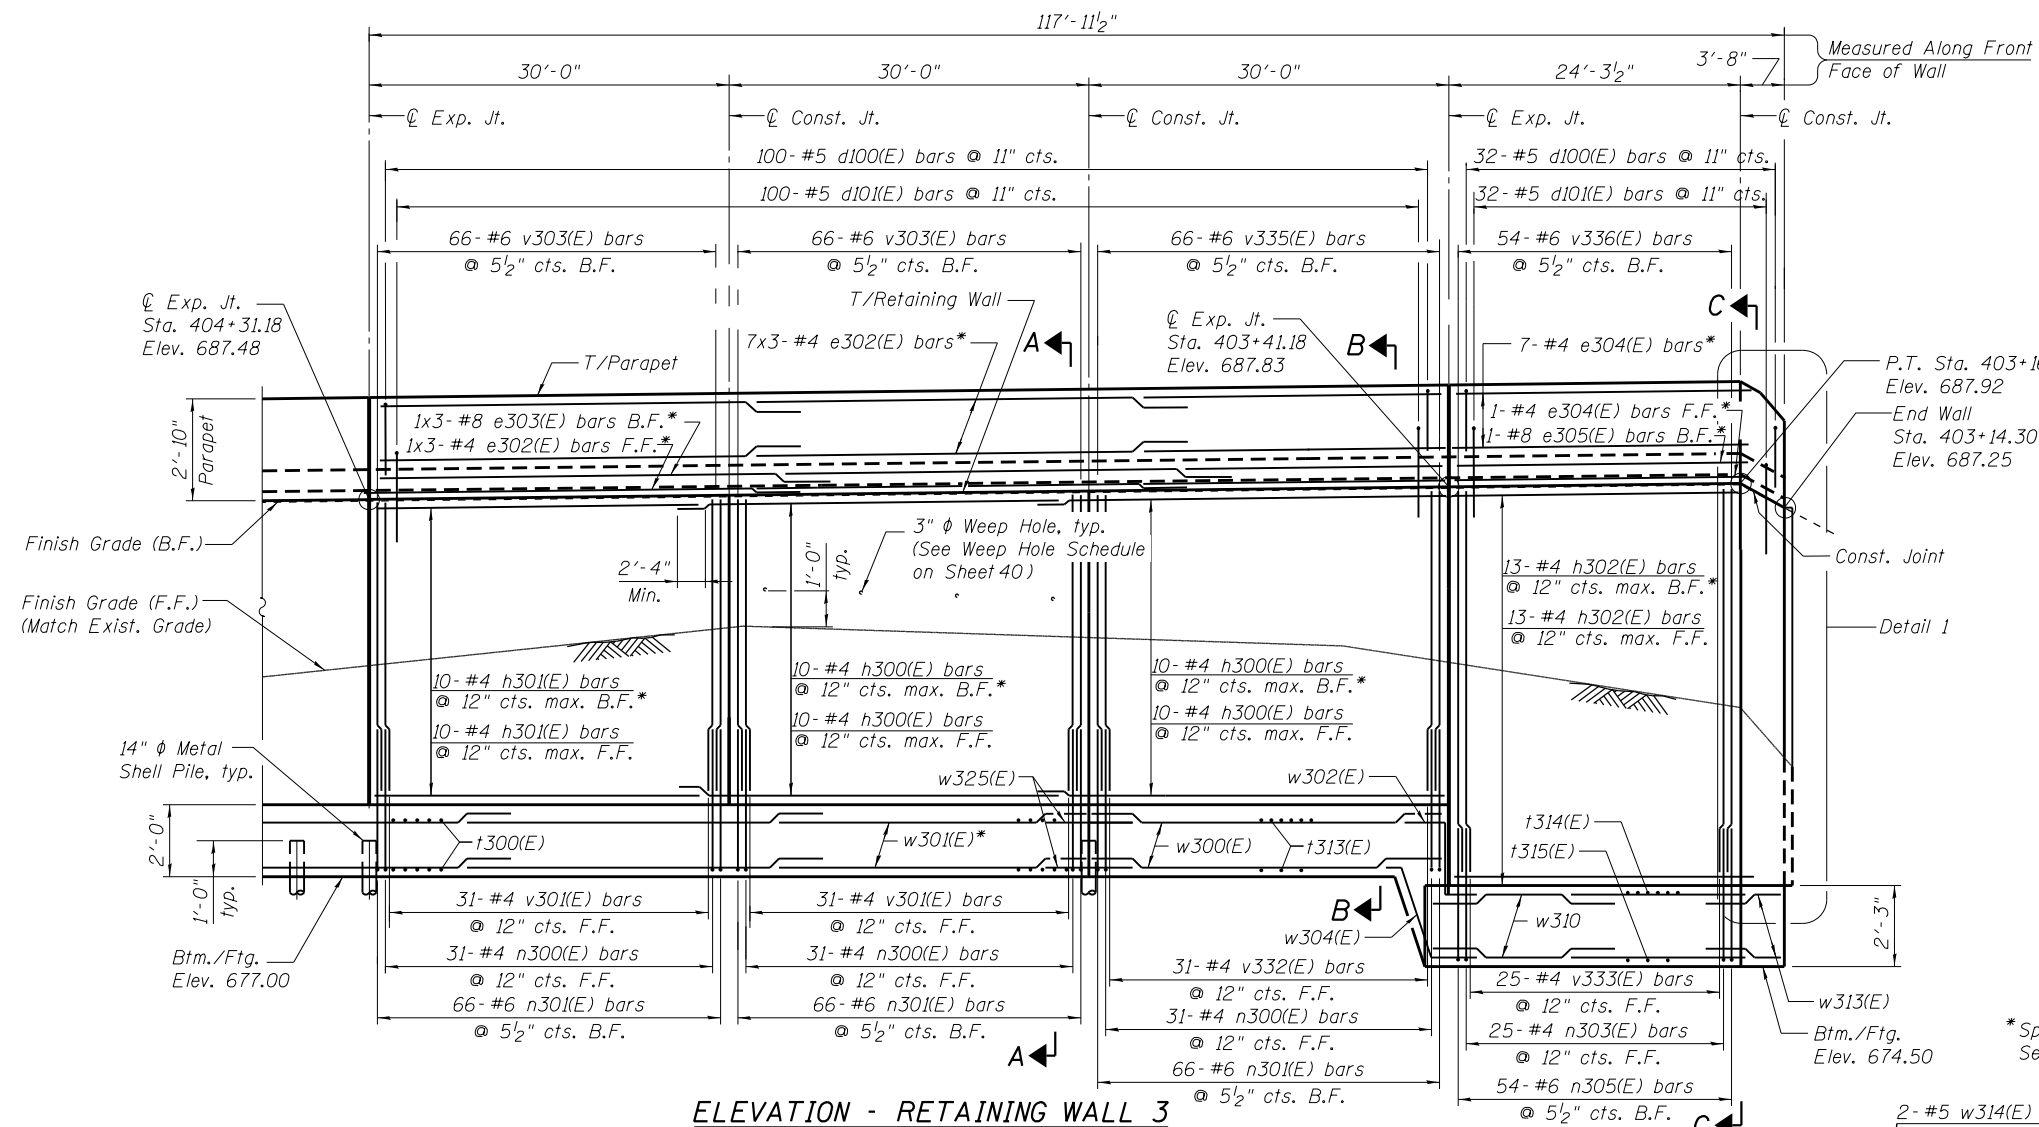 117'-11½"
30'-0"
30'-0"
30'-0"
24'-3½"
3'-8"
Measured Along Front
Face of Wall
℄ Exp. Jt.
℄ Const. Jt.
℄ Const. Jt.
℄ Exp. Jt.
℄ Const. Jt.
100-#5 d100(E) bars @ 11" cts.
32-#5 d100(E) bars @ 11" cts.
100-#5 d101(E) bars @ 11" cts.
32-#5 d101(E) bars @ 11" cts.
66-#6 v303(E) bars
@ 5½" cts. B.F.
66-#6 v303(E) bars
@ 5½" cts. B.F.
66-#6 v335(E) bars
@ 5½" cts. B.F.
54-#6 v336(E) bars
@ 5½" cts. B.F.
℄ Exp. Jt.
Sta. 404+31.18
Elev. 687.48
T/Retaining Wall
7x3-#4 e302(E) bars*
A
℄ Exp. Jt.
Sta. 403+41.18
Elev. 687.83
B
C
7-#4 e304(E) bars*
T/Parapet
P.T. Sta. 403+1
Elev. 687.92
2'-10"
Parapet
1x3-#8 e303(E) bars B.F.*
1x3-#4 e302(E) bars F.F.*
1-#4 e304(E) bars F.F.*
1-#8 e305(E) bars B.F.*
End Wall
Sta. 403+14.30
Elev. 687.25
Finish Grade (B.F.)
2'-4"
Min.
1'-0"
typ.
3" ϕ Weep Hole, typ.
(See Weep Hole Schedule
on Sheet 40)
Const. Joint
13-#4 h302(E) bars
@ 12" cts. max. B.F.*
13-#4 h302(E) bars
@ 12" cts. max. F.F.
Finish Grade (F.F.)
(Match Exist. Grade)
Detail 1
10-#4 h301(E) bars
@ 12" cts. max. B.F.*
10-#4 h301(E) bars
@ 12" cts. max. F.F.
10-#4 h300(E) bars
@ 12" cts. max. B.F.*
10-#4 h300(E) bars
@ 12" cts. max. F.F.
10-#4 h300(E) bars
@ 12" cts. max. B.F.*
10-#4 h300(E) bars
@ 12" cts. max. F.F.
14" ϕ Metal
Shell Pile, typ.
w325(E)
w302(E)
2'-0"
1'-0"
typ.
t300(E)
w301(E)*
w300(E)
t313(E)
t314(E)
t315(E)
31-#4 v301(E) bars
@ 12" cts. F.F.
31-#4 v301(E) bars
@ 12" cts. F.F.
B
w304(E)
w310
2'-3"
Btm./Ftg.
Elev. 677.00
31-#4 n300(E) bars
@ 12" cts. F.F.
31-#4 n300(E) bars
@ 12" cts. F.F.
31-#4 v332(E) bars
@ 12" cts. F.F.
25-#4 v333(E) bars
@ 12" cts. F.F.
w313(E)
66-#6 n301(E) bars
@ 5½" cts. B.F.
66-#6 n301(E) bars
@ 5½" cts. B.F.
31-#4 n300(E) bars
@ 12" cts. F.F.
25-#4 n303(E) bars
@ 12" cts. F.F.
Btm./Ftg.
Elev. 674.50
*Sp
Se
A
66-#6 n301(E) bars
@ 5½" cts. B.F.
54-#6 n305(E) bars
@ 5½" cts. B.F.
C
ELEVATION - RETAINING WALL 3
2-#5 w314(E)